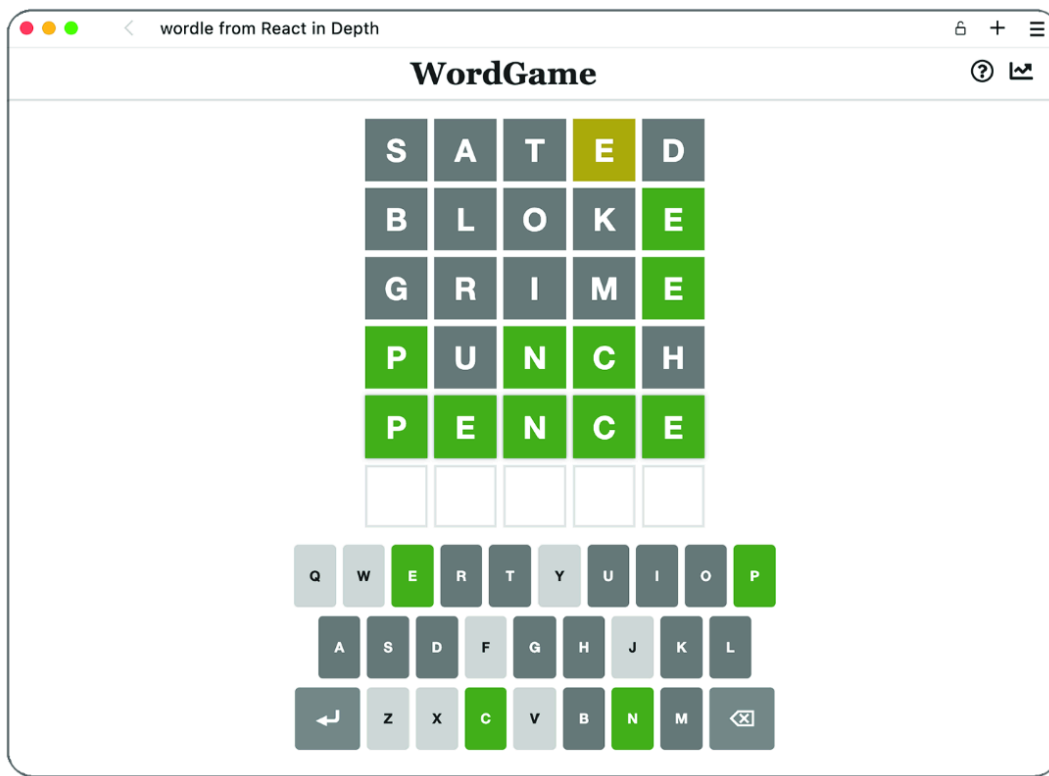 wordle from React in Depth
WordGame
S A T E D
B L O K E
G R I M E
P U N C H
P E N C E
Q W E R T Y U I O P
A S D F G H J K L
Z X C V B N M